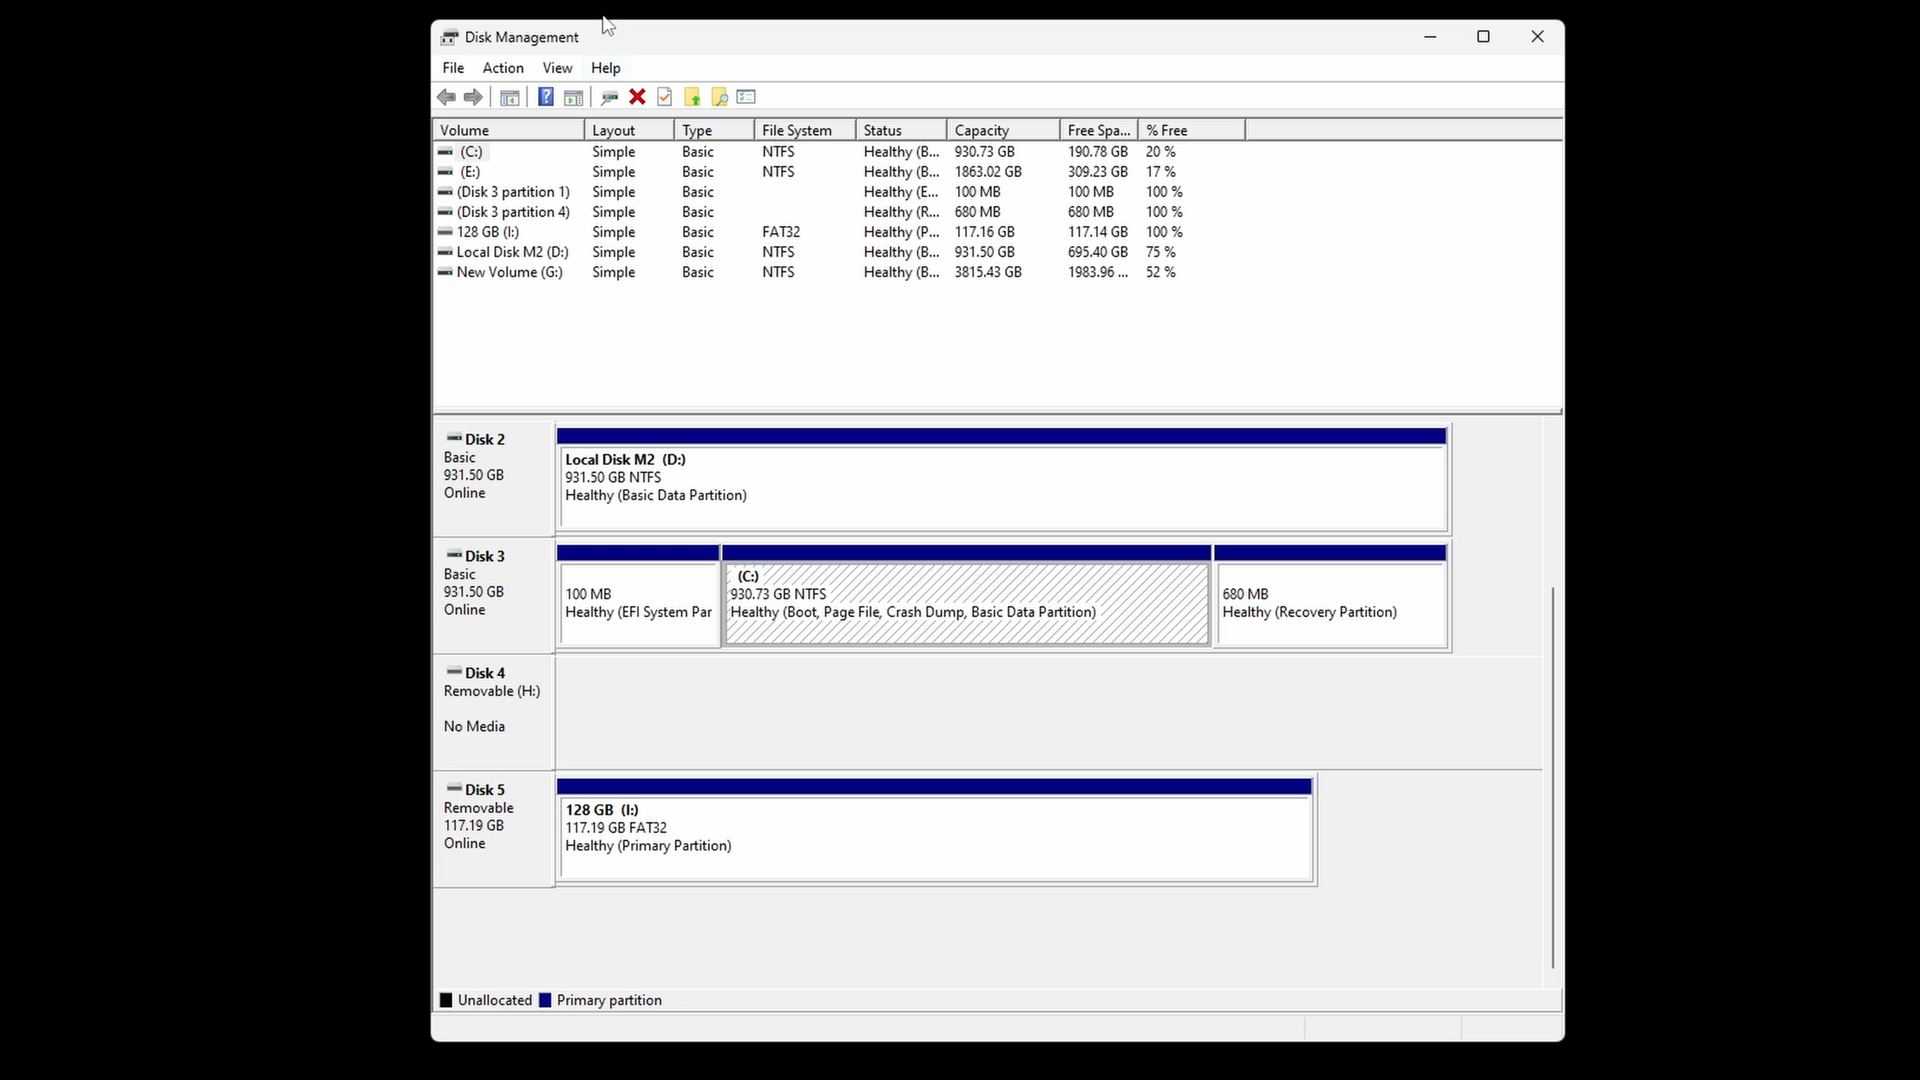 Disk Management
File Action View Help
Volume Layout Type File System Status Capacity Free Spa... % Free
(C:) Simple Basic NTFS Healthy (B... 930.73 GB 190.78 GB 20 %
(E:) Simple Basic NTFS Healthy (B... 1863.02 GB 309.23 GB 17 %
(Disk 3 partition 1) Simple Basic Healthy (E... 100 MB 100 MB 100 %
(Disk 3 partition 4) Simple Basic Healthy (R... 680 MB 680 MB 100 %
128 GB (I:) Simple Basic FAT32 Healthy (P... 117.16 GB 117.14 GB 100 %
Local Disk M2 (D:) Simple Basic NTFS Healthy (B... 931.50 GB 695.40 GB 75 %
New Volume (G:) Simple Basic NTFS Healthy (B... 3815.43 GB 1983.96 ... 52 %
Disk 2
Basic
931.50 GB
Online
Local Disk M2 (D:)
931.50 GB NTFS
Healthy (Basic Data Partition)
Disk 3
Basic
931.50 GB
Online
100 MB
Healthy (EFI System Par
(C:)
930.73 GB NTFS
Healthy (Boot, Page File, Crash Dump, Basic Data Partition)
680 MB
Healthy (Recovery Partition)
Disk 4
Removable (H:)
No Media
Disk 5
Removable
117.19 GB
Online
128 GB (I:)
117.19 GB FAT32
Healthy (Primary Partition)
Unallocated Primary partition